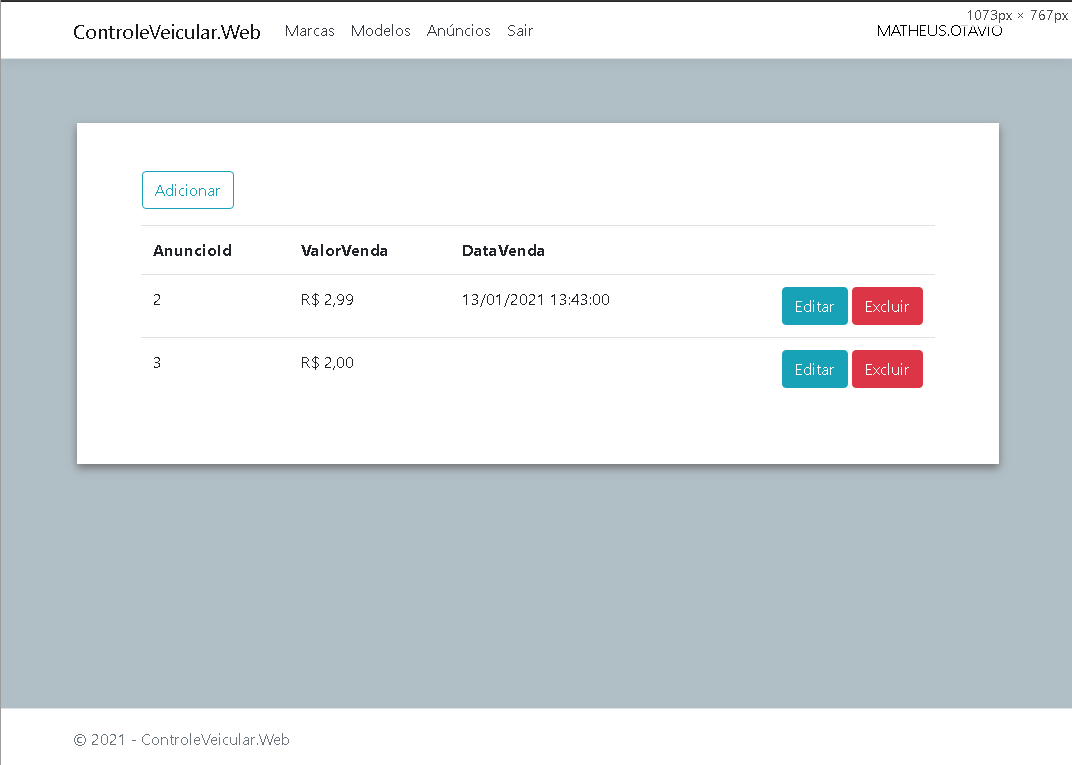 1073px × 767px
ControleVeicular.Web Marcas Modelos Anúncios Sair MATHEUS.OTAVIO
Adicionar
AnuncioId ValorVenda DataVenda
2 R$ 2,99 13/01/2021 13:43:00 Editar Excluir
3 R$ 2,00 Editar Excluir
© 2021 - ControleVeicular.Web